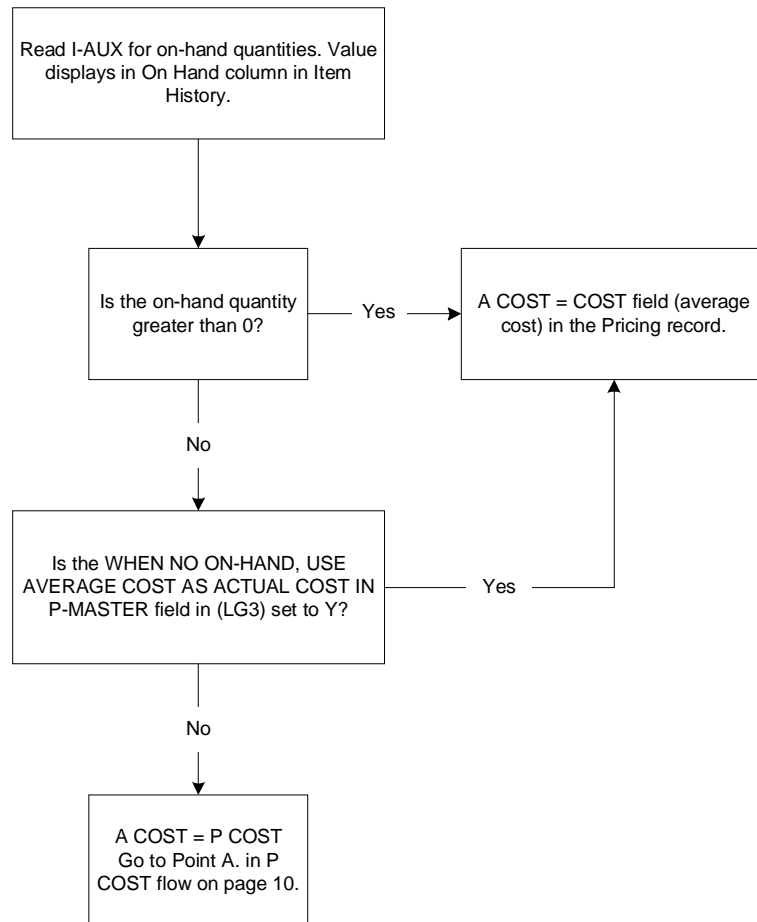 Read I-AUX for on-hand quantities. Value
displays in On Hand column in Item
History.
Is the on-hand quantity
greater than 0?
Yes
A COST = COST field (average
cost) in the Pricing record.
No
Is the WHEN NO ON-HAND, USE
AVERAGE COST AS ACTUAL COST IN
P-MASTER field in (LG3) set to Y?
Yes
No
A COST = P COST
Go to Point A. in P
COST flow on page 10.